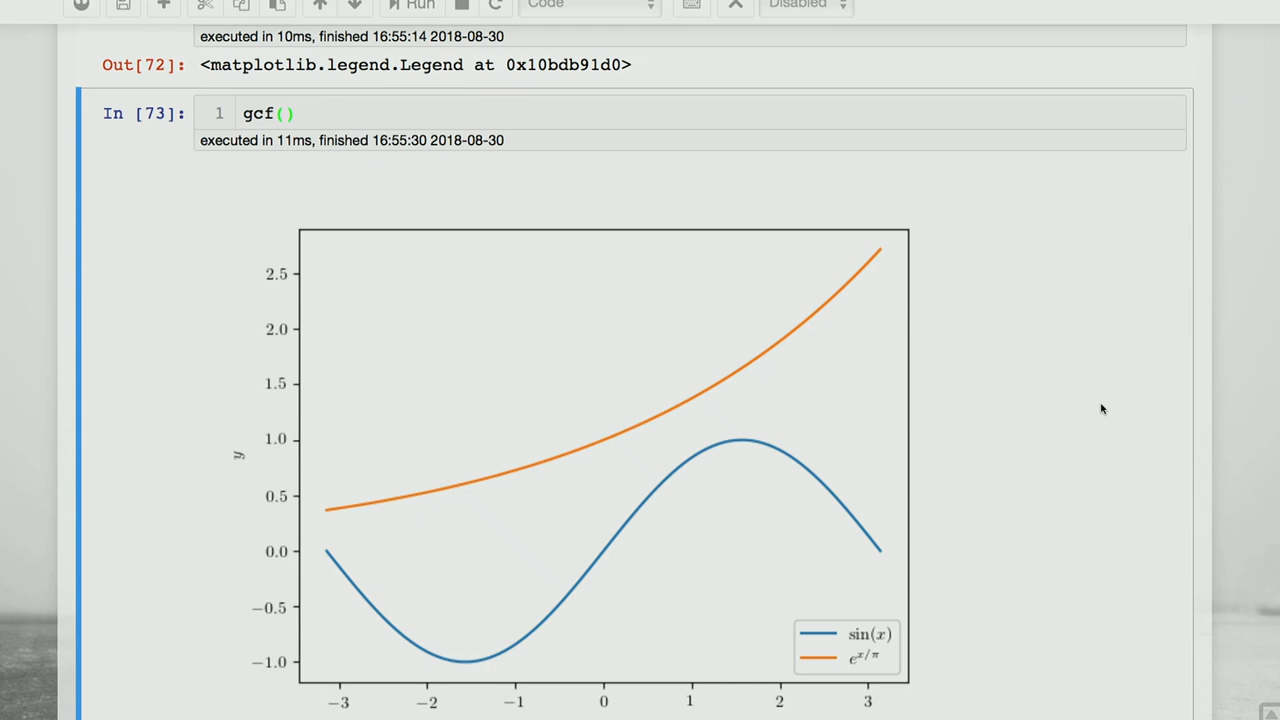 Run Code Disabled
executed in 10ms, finished 16:55:14 2018-08-30
Out[72]: <matplotlib.legend.Legend at 0x10bdb91d0>
In [73]: 1 gcf()
executed in 11ms, finished 16:55:30 2018-08-30
2.5
2.0
1.5
1.0
y
0.5
0.0
−0.5
−1.0
sin(x)
e^{x/π}
−3 −2 −1 0 1 2 3